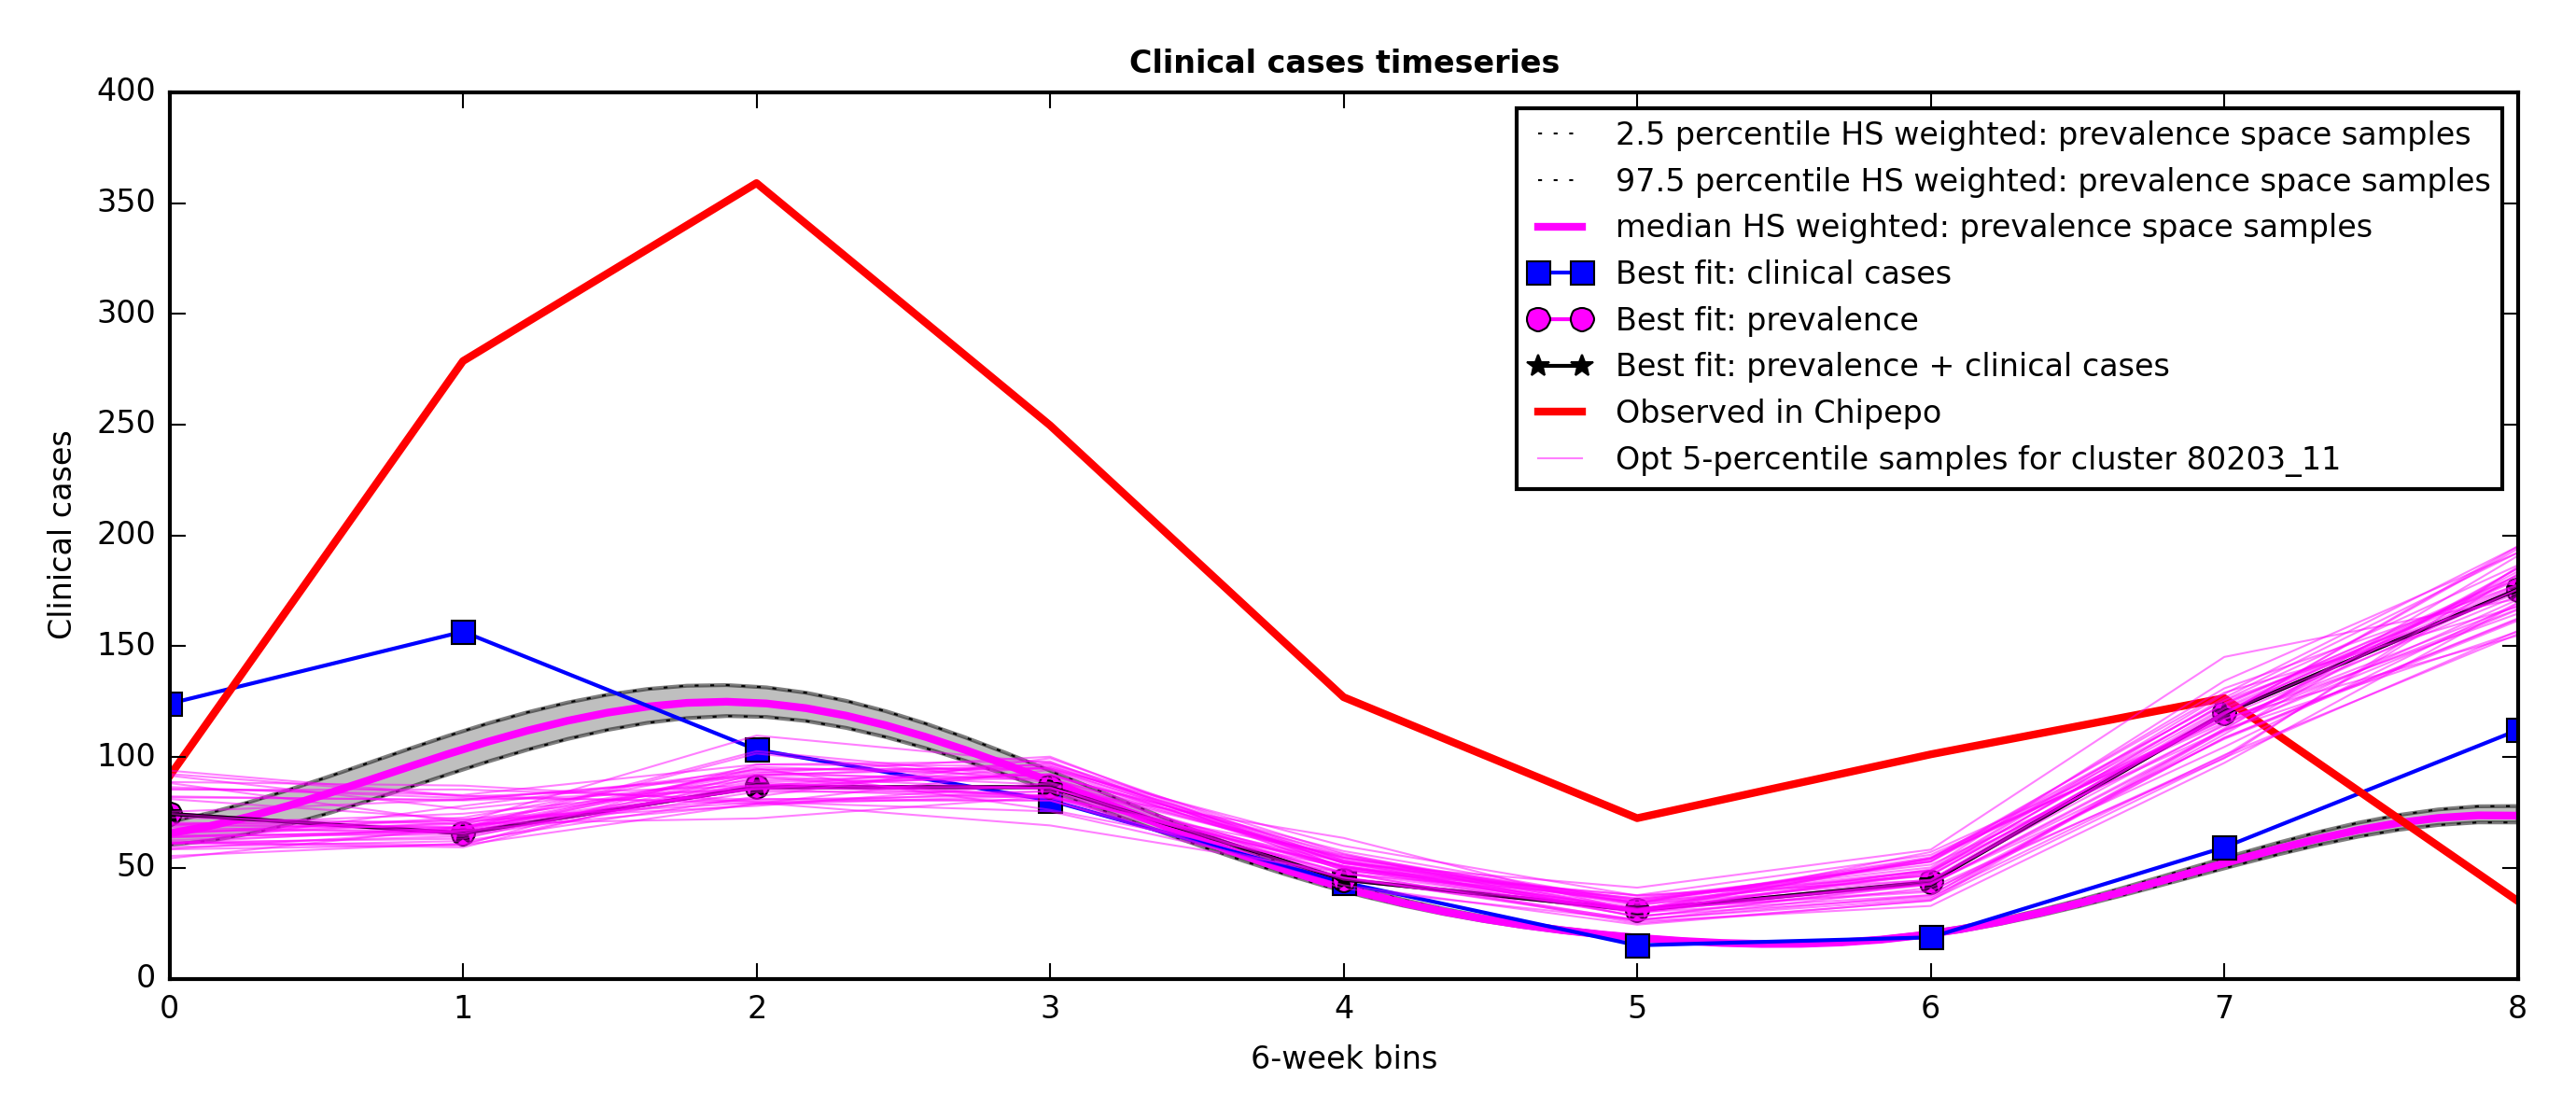 Clinical cases timeseries
400
350
300
250
200
150
100
50
0
Clinical cases
2.5 percentile HS weighted: prevalence space samples
97.5 percentile HS weighted: prevalence space samples
median HS weighted: prevalence space samples
Best fit: clinical cases
Best fit: prevalence
Best fit: prevalence + clinical cases
Observed in Chipepo
Opt 5-percentile samples for cluster 80203_11
0 1 2 3 4 5 6 7 8
6-week bins